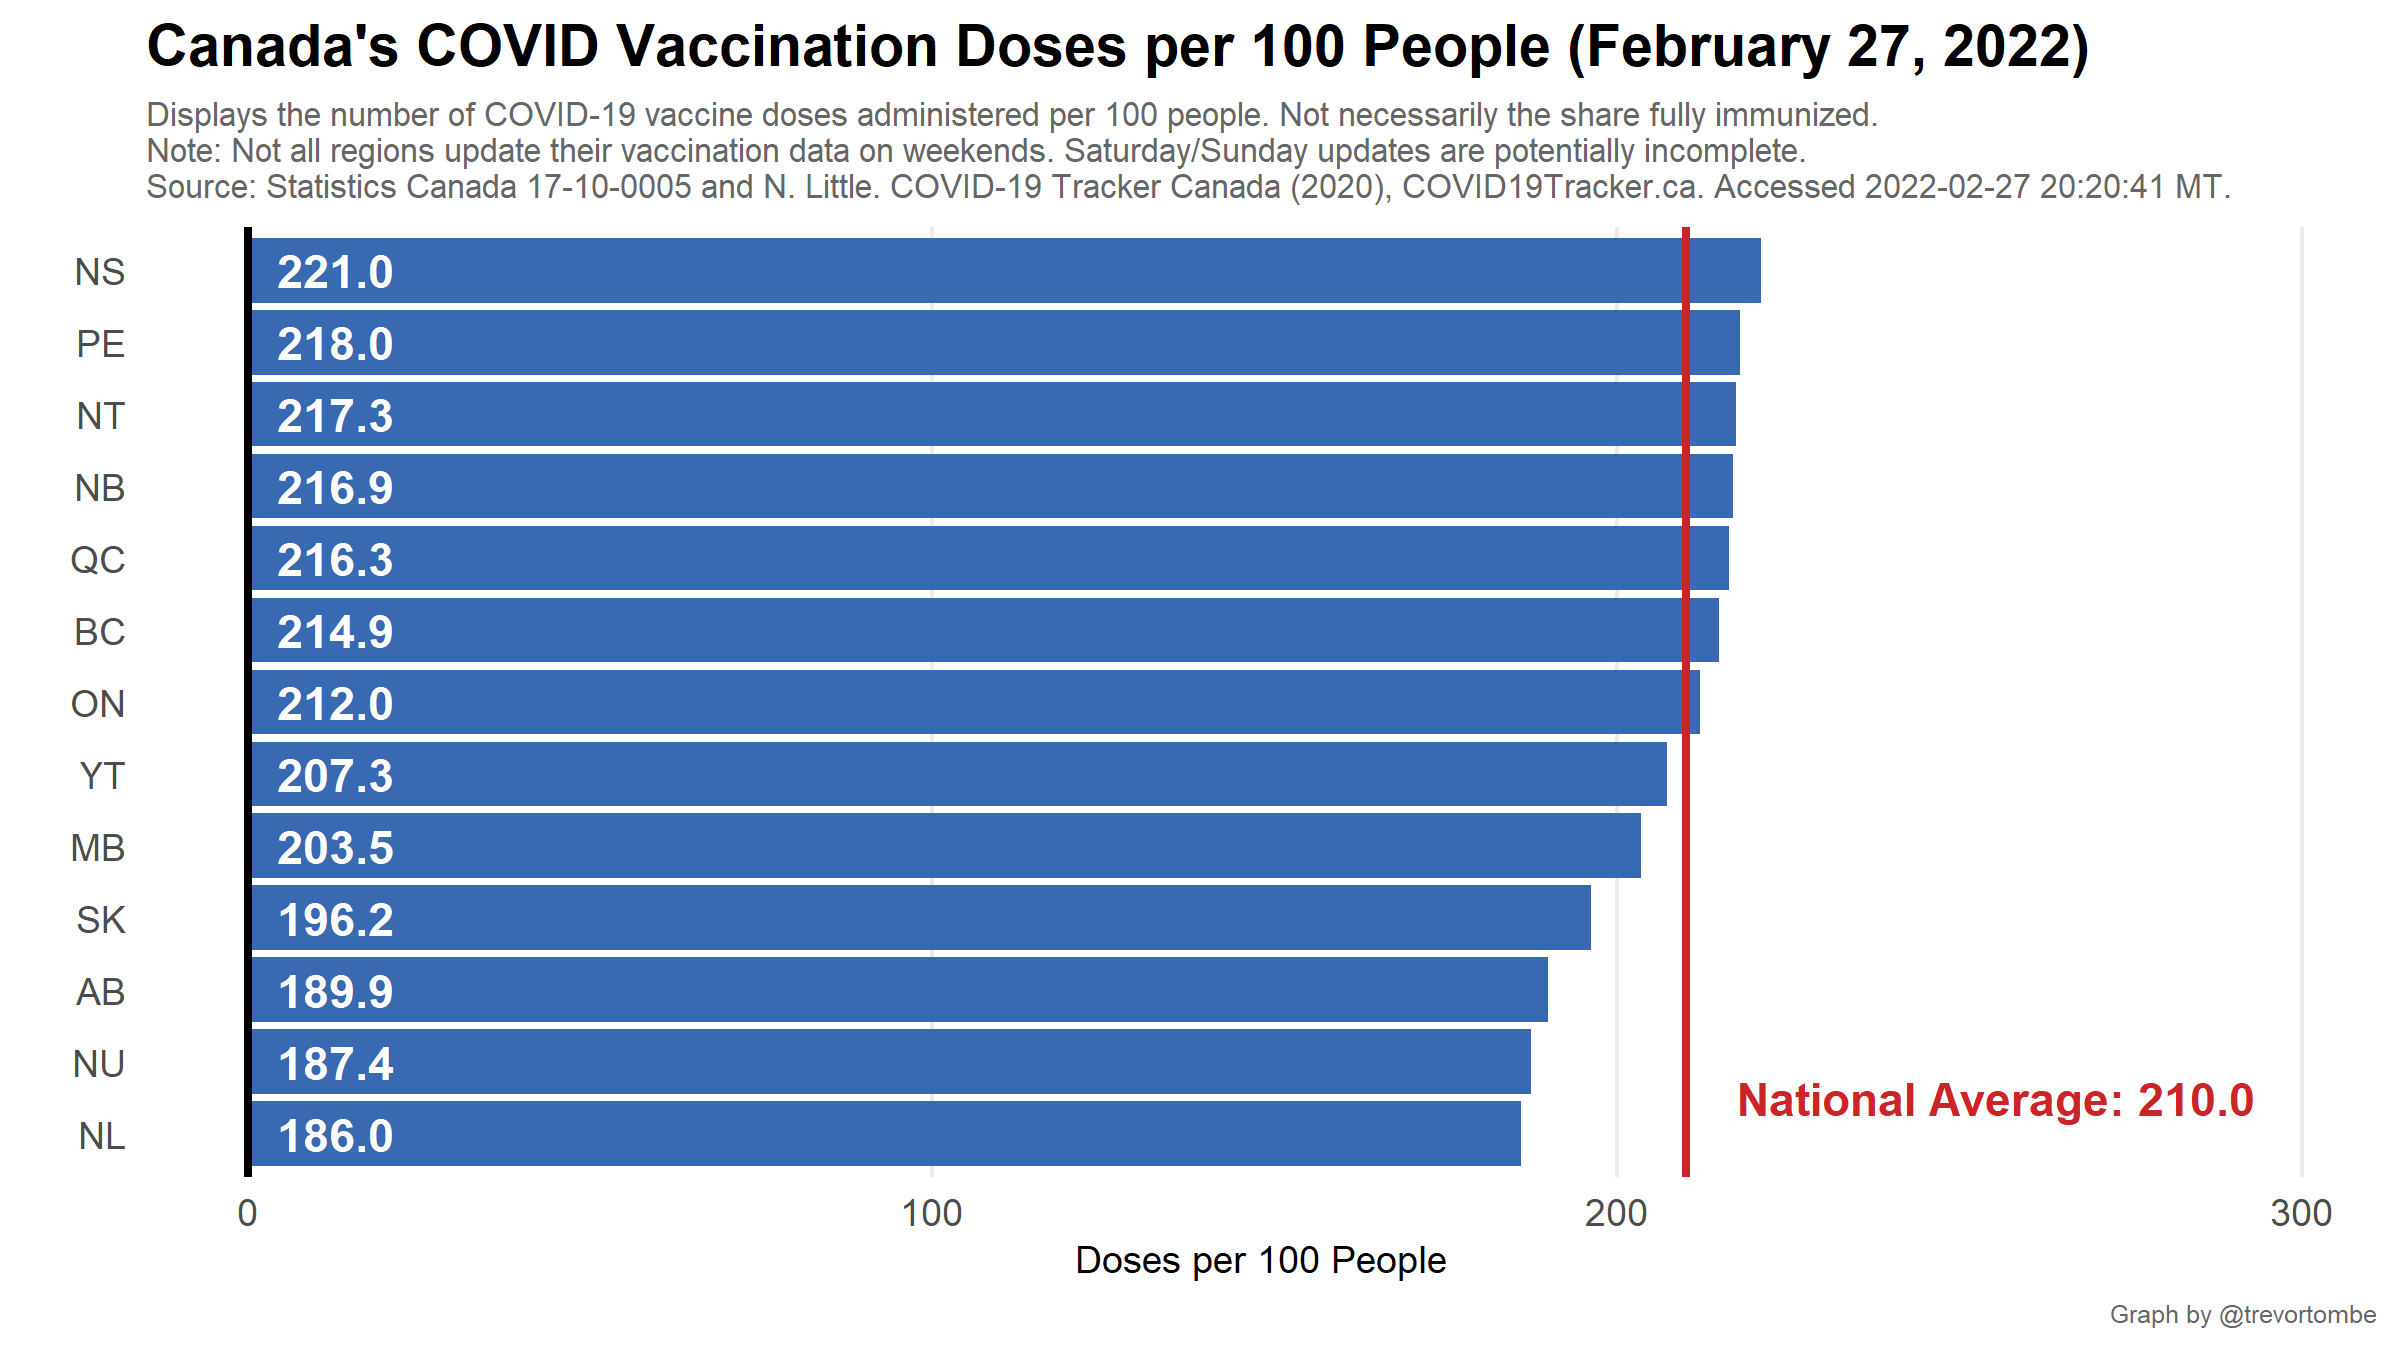 Canada's COVID Vaccination Doses per 100 People (February 27, 2022)
Displays the number of COVID-19 vaccine doses administered per 100 people. Not necessarily the share fully immunized.
Note: Not all regions update their vaccination data on weekends. Saturday/Sunday updates are potentially incomplete.
Source: Statistics Canada 17-10-0005 and N. Little. COVID-19 Tracker Canada (2020), COVID19Tracker.ca. Accessed 2022-02-27 20:20:41 MT.
NS 221.0
PE 218.0
NT 217.3
NB 216.9
QC 216.3
BC 214.9
ON 212.0
YT 207.3
MB 203.5
SK 196.2
AB 189.9
NU 187.4
National Average: 210.0
NL 186.0
0 100 200 300
Doses per 100 People
Graph by @trevortombe